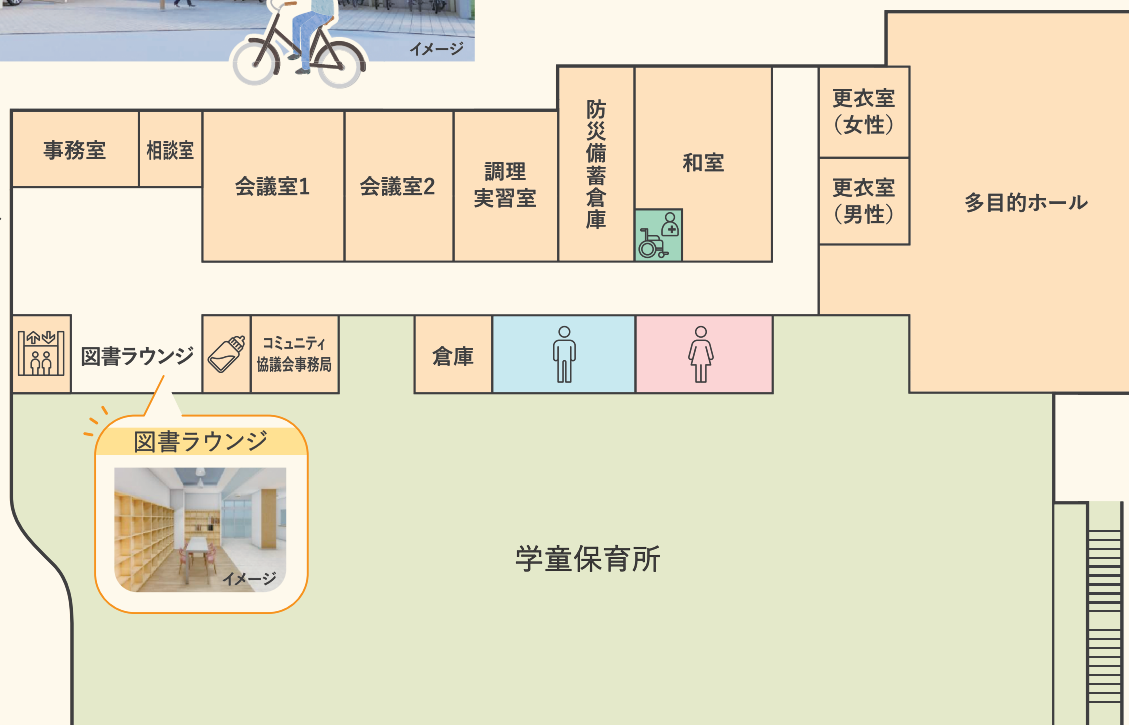 イメージ
事務室
相談室
会議室1
会議室2
調理
実習室
防災備蓄倉庫
和室
更衣室
（女性）
更衣室
（男性）
多目的ホール
図書ラウンジ
コミュニティ
協議会事務局
倉庫
図書ラウンジ
イメージ
学童保育所